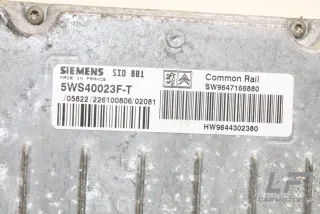 SIEMENS SID 801
MADE IN FRANCE
5WS40023F-T
/05822/226100806/02081
Common Rail
SW9647166880
HW9644302380
LF
CARMOTIVE